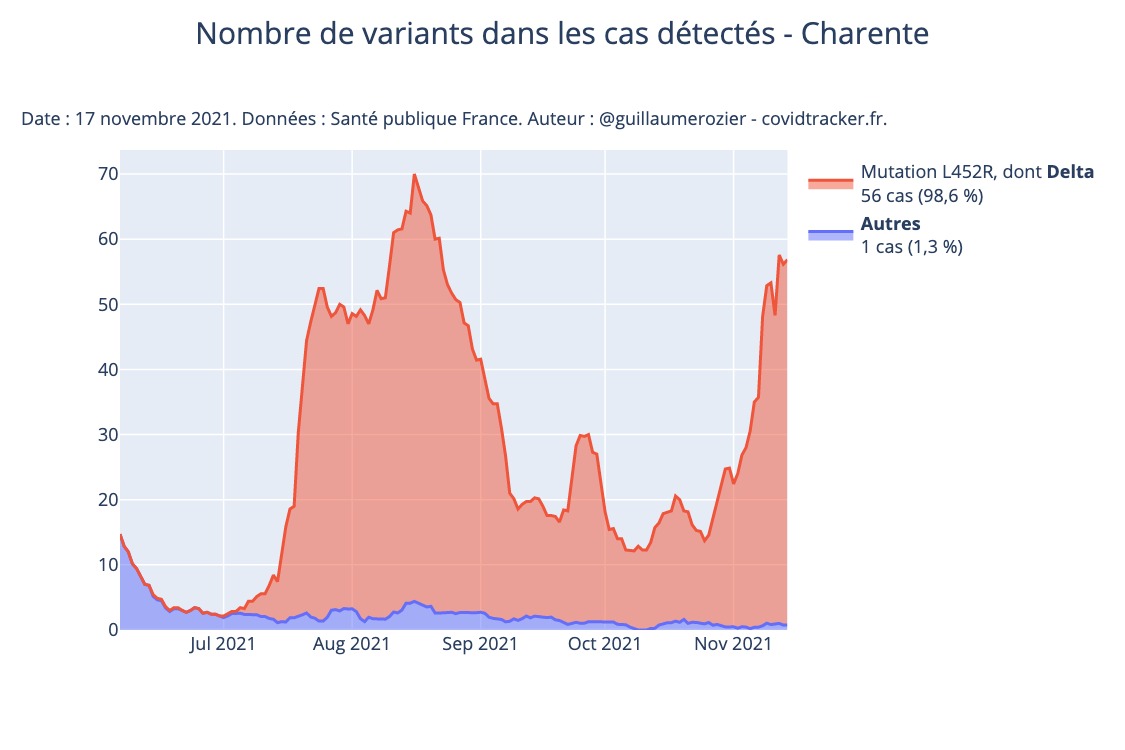 Nombre de variants dans les cas détectés - Charente
Date : 17 novembre 2021. Données : Santé publique France. Auteur : @guillaumerozier - covidtracker.fr.
70
60
50
40
30
20
10
0
Jul 2021
Aug 2021
Sep 2021
Oct 2021
Nov 2021
Mutation L452R, dont Delta
56 cas (98,6 %)
Autres
1 cas (1,3 %)